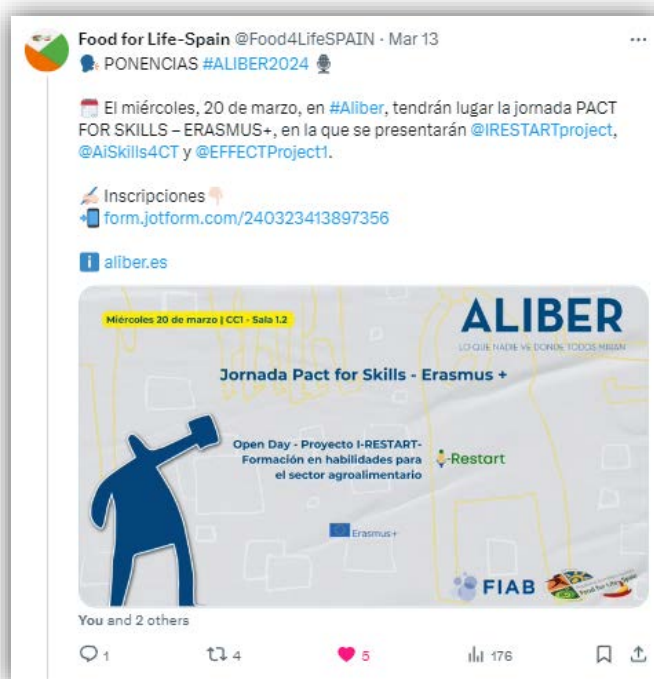 Food for Life-Spain @Food4LifeSPAIN · Mar 13
PONENCIAS #ALIBER2024
El miércoles, 20 de marzo, en #Aliber, tendrán lugar la jornada PACT
FOR SKILLS – ERASMUS+, en la que se presentarán @IRESTARTproject,
@AiSkills4CT y @EFFECTProject1.
Inscripciones
form.jotform.com/240323413897356
aliber.es
Miércoles 20 de marzo | CC1 - Sala 1.2
ALIBER
LO QUE NADIE VE DONDE TODOS MIRAN
Jornada Pact for Skills - Erasmus +
Open Day - Proyecto I-RESTART-
Formación en habilidades para
el sector agroalimentario
i-Restart
Erasmus+
FIAB
Food for Life Spain
You and 2 others
1 4 5 176